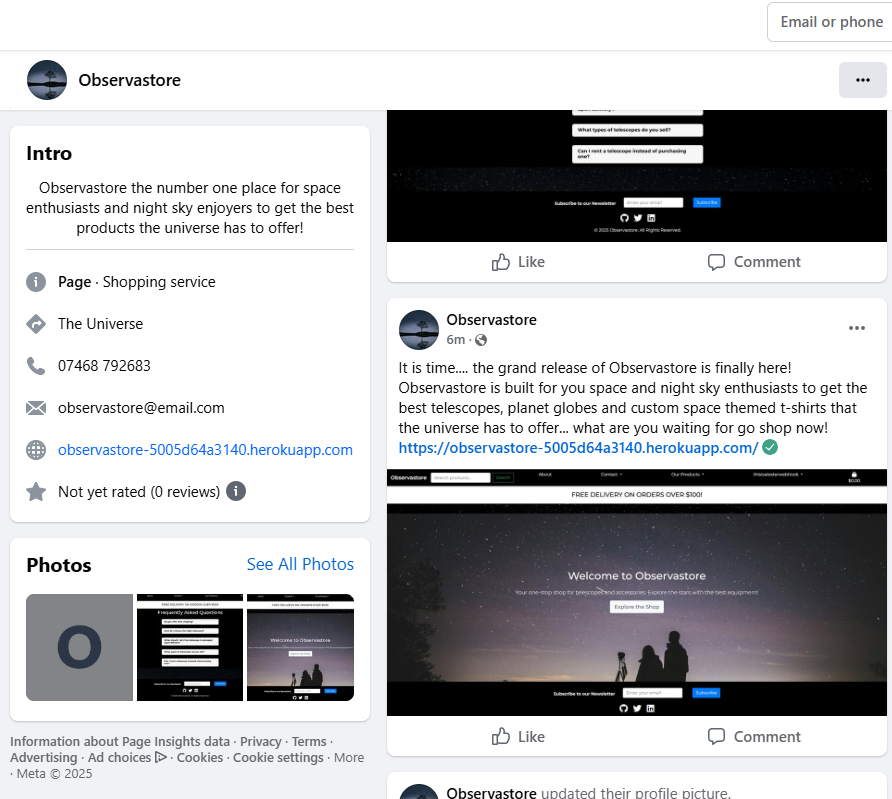 Email or phone
Observastore
Intro
Observastore the number one place for space
enthusiasts and night sky enjoyers to get the best
products the universe has to offer!
Page · Shopping service
The Universe
07468 792683
observastore@email.com
observastore-5005d64a3140.herokuapp.com
Not yet rated (0 reviews)
Photos
See All Photos
O
FREE DELIVERY ON ORDERS OVER $100!
Frequently Asked Questions
Welcome to Observastore
Explore the Shop
Information about Page Insights data · Privacy · Terms ·
Advertising · Ad choices · Cookies · Cookie settings · More
· Meta © 2025
What types of telescopes do you sell?
Can I rent a telescope instead of purchasing
one?
Subscribe to our Newsletter
Enter your email
Subscribe
© 2025 Observastore. All Rights Reserved.
Like
Comment
Observastore
6m ·
It is time.... the grand release of Observastore is finally here!
Observastore is built for you space and night sky enthusiasts to get the
best telescopes, planet globes and custom space themed t-shirts that
the universe has to offer... what are you waiting for go shop now!
https://observastore-5005d64a3140.herokuapp.com/
Observastore
Search products...
Search
About
Contact
Our Products
$0.00
FREE DELIVERY ON ORDERS OVER $100!
Welcome to Observastore
Your one-stop shop for telescopes and accessories. Explore the stars with the best equipment!
Explore the Shop
Subscribe to our Newsletter
Enter your email
Subscribe
Like
Comment
Observastore updated their profile picture.